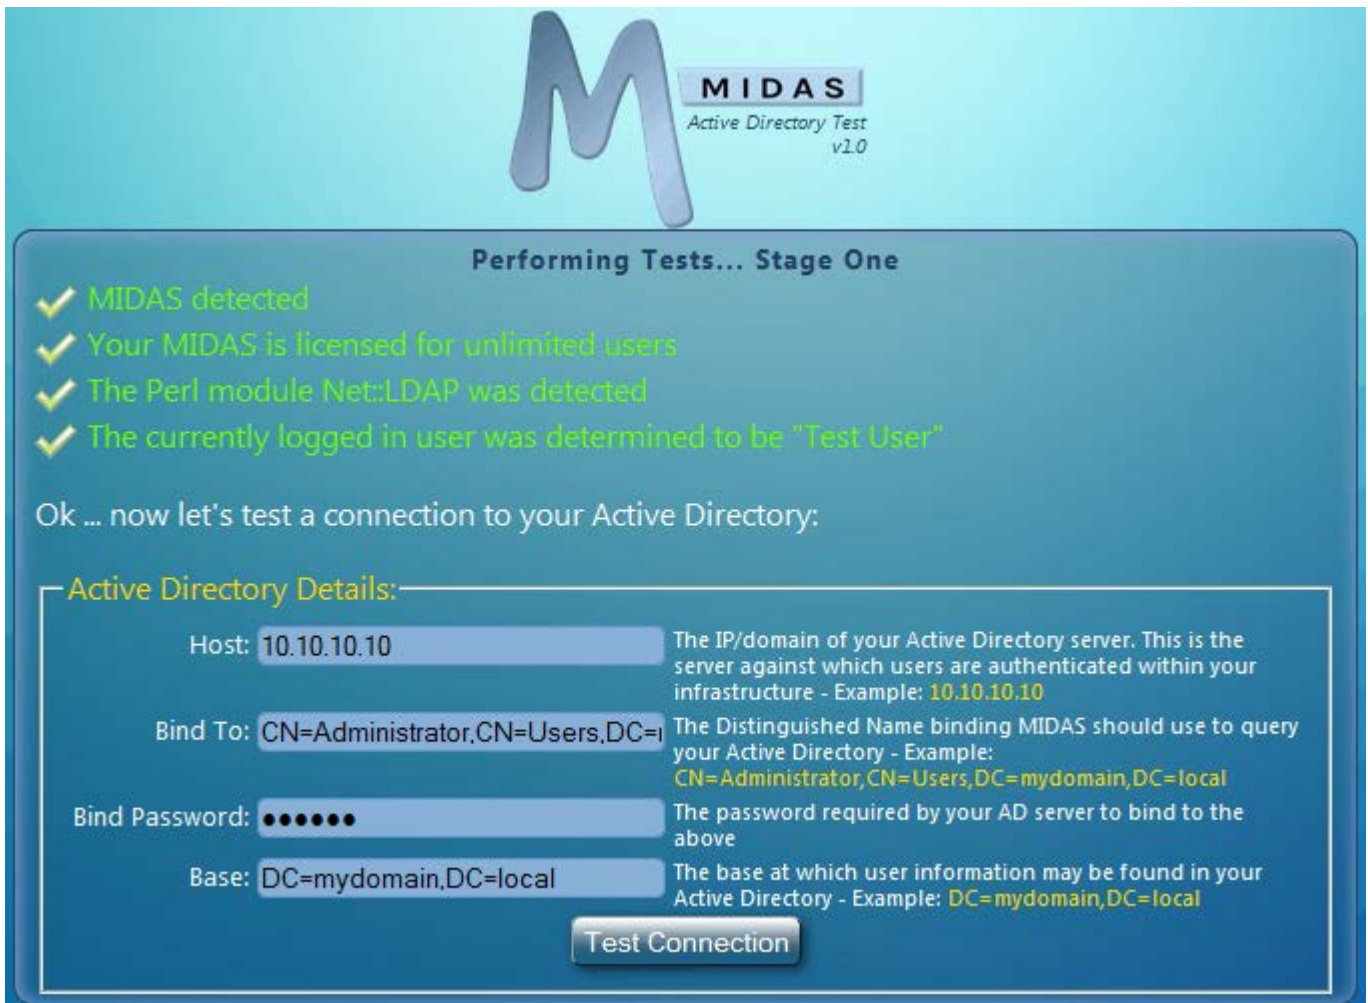 M
MIDAS
Active Directory Test
v1.0
Performing Tests... Stage One
MIDAS detected
Your MIDAS is licensed for unlimited users
The Perl module Net::LDAP was detected
The currently logged in user was determined to be "Test User"
Ok ... now let's test a connection to your Active Directory:
Active Directory Details:
Host: 10.10.10.10
The IP/domain of your Active Directory server. This is the
server against which users are authenticated within your
infrastructure - Example: 10.10.10.10
Bind To: CN=Administrator,CN=Users,DC=
The Distinguished Name binding MIDAS should use to query
your Active Directory - Example:
CN=Administrator,CN=Users,DC=mydomain,DC=local
Bind Password: ●●●●●●
The password required by your AD server to bind to the
above
Base: DC=mydomain,DC=local
The base at which user information may be found in your
Active Directory - Example: DC=mydomain,DC=local
Test Connection